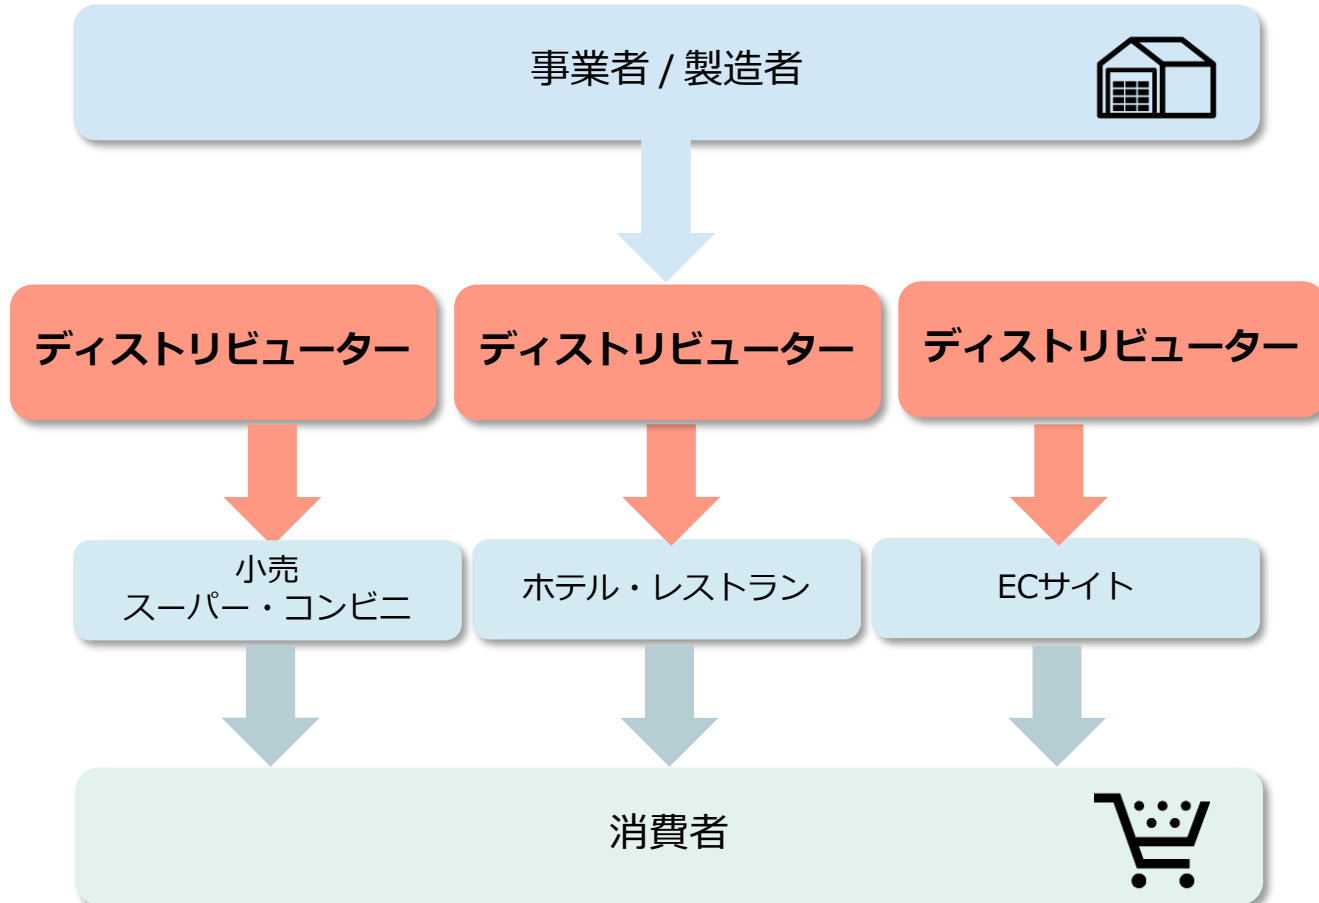 事業者 / 製造者
ディストリビューター
ディストリビューター
ディストリビューター
小売
スーパー・コンビニ
ホテル・レストラン
ECサイト
消費者